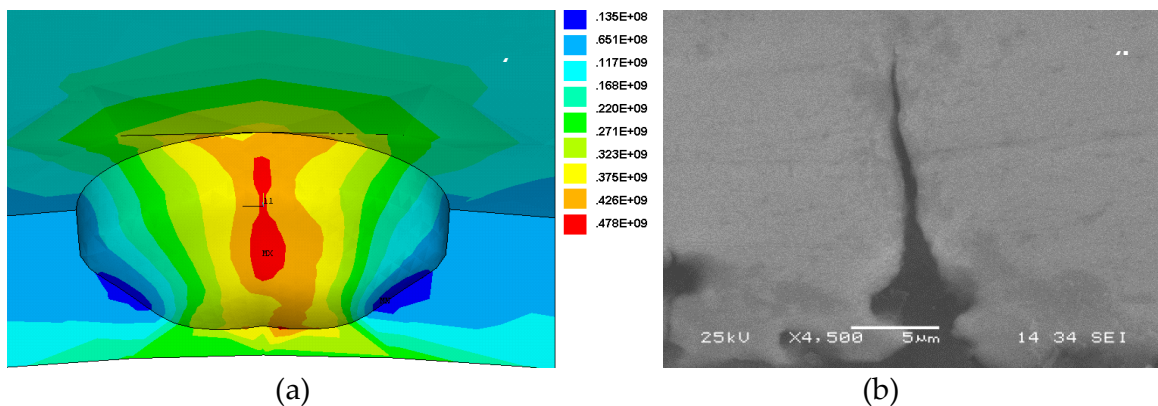 .135E+08
.651E+08
.117E+09
.168E+09
.220E+09
.271E+09
.323E+09
.375E+09
.426E+09
.478E+09
MX
25kV X4,500 5μm 14 34 SEI
(a) (b)